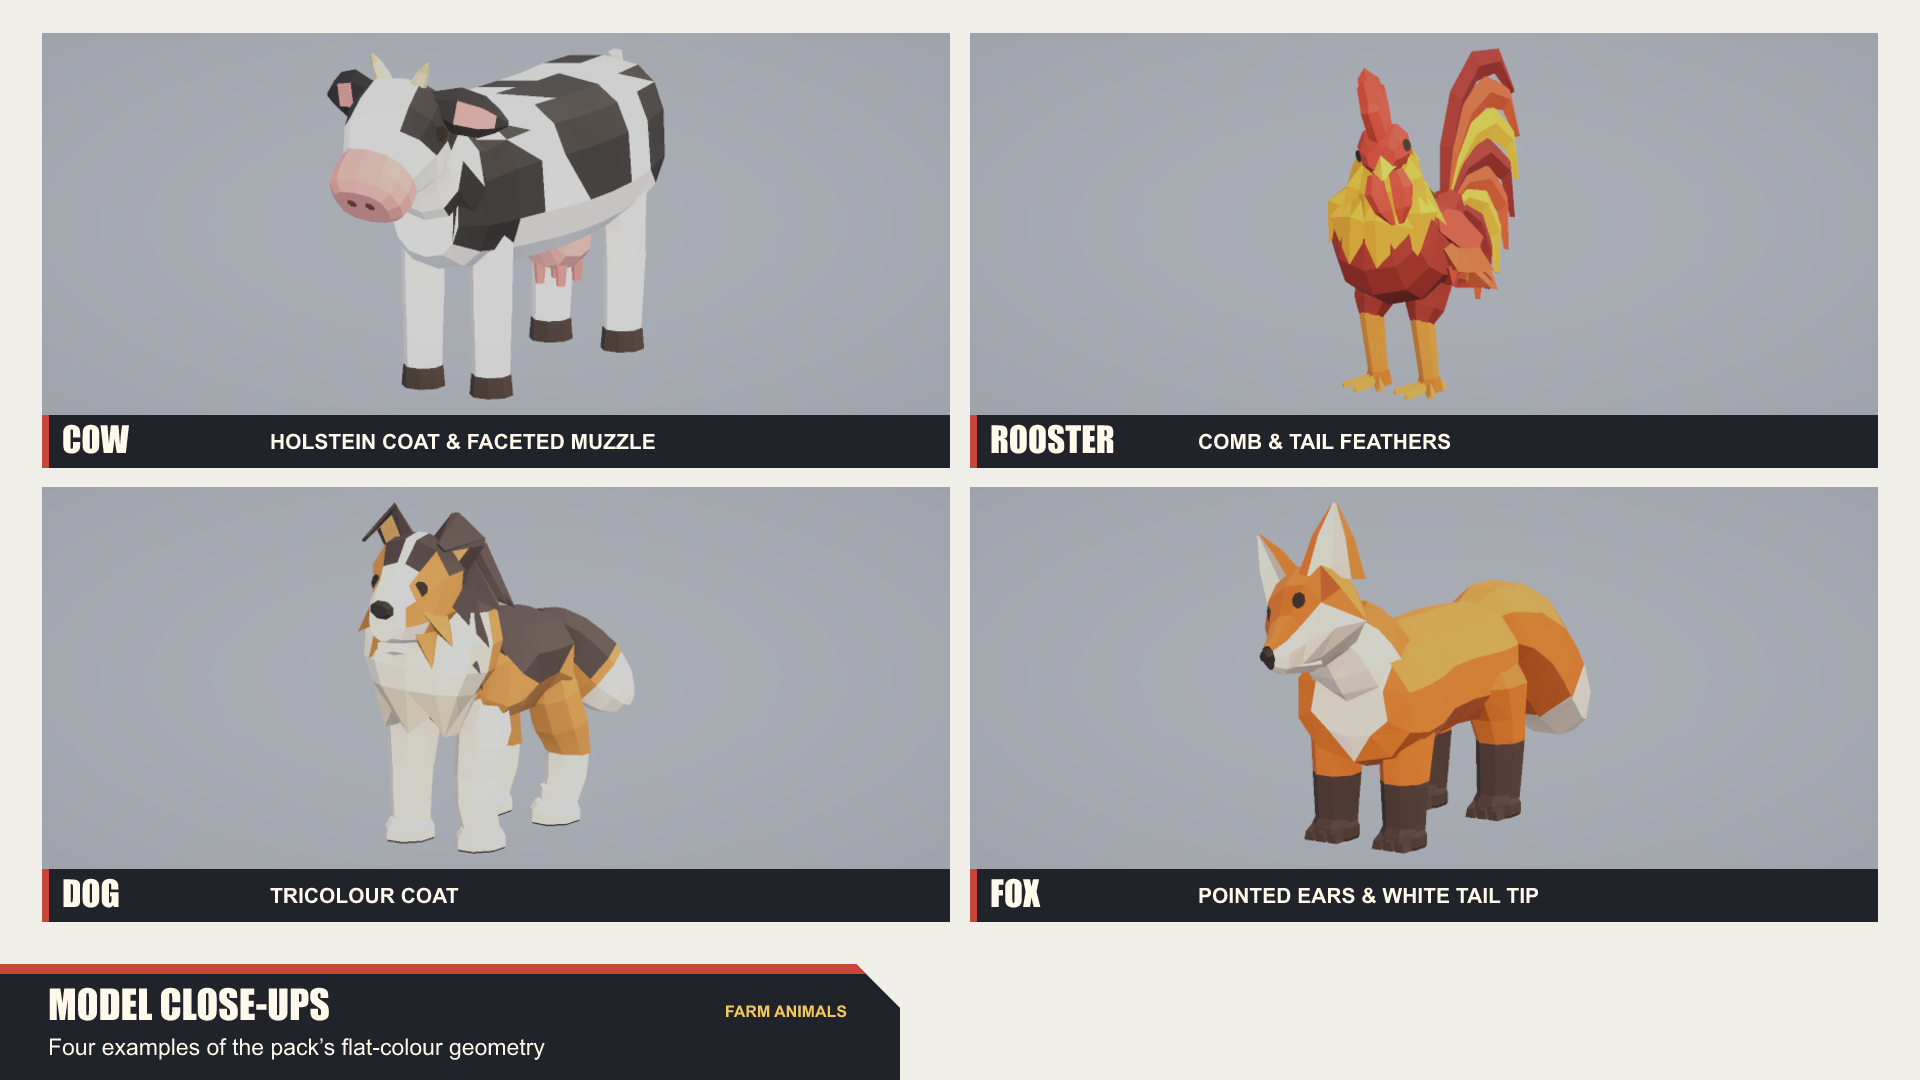 COW
HOLSTEIN COAT & FACETED MUZZLE
ROOSTER
COMB & TAIL FEATHERS
DOG
TRICOLOUR COAT
FOX
POINTED EARS & WHITE TAIL TIP
MODEL CLOSE-UPS
FARM ANIMALS
Four examples of the pack’s flat-colour geometry